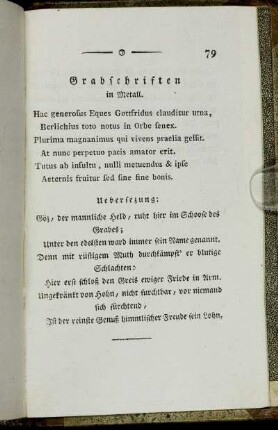 79
Grabschriften
in Metall.
Hac generosus Eques Gottfridus clauditur urna,
Berlichius toto notus in Orbe senex.
Plurima magnanimus qui vivens praelia gessit.
At nunc perpetuo pacis amator erit.
Tutus ab insultu, nulli metuendus & ipse
Aeternis fruitur sed sine fine bonis.
Uebersezung:
Göz, der mannliche Held, ruht hier im Schoose des
Grabes;
Unter den edelsten ward immer sein Name genannt.
Denn mit rüstigem Muth durchkämpft' er blutige
Schlachten:
Hier erst schloß den Greis ewiger Friede in Arm.
Ungekränkt von Hohn, nicht furchtbar, vor niemand
sich fürchtend,
Ist der reinste Genuß himmlischer Freude sein Lohn,